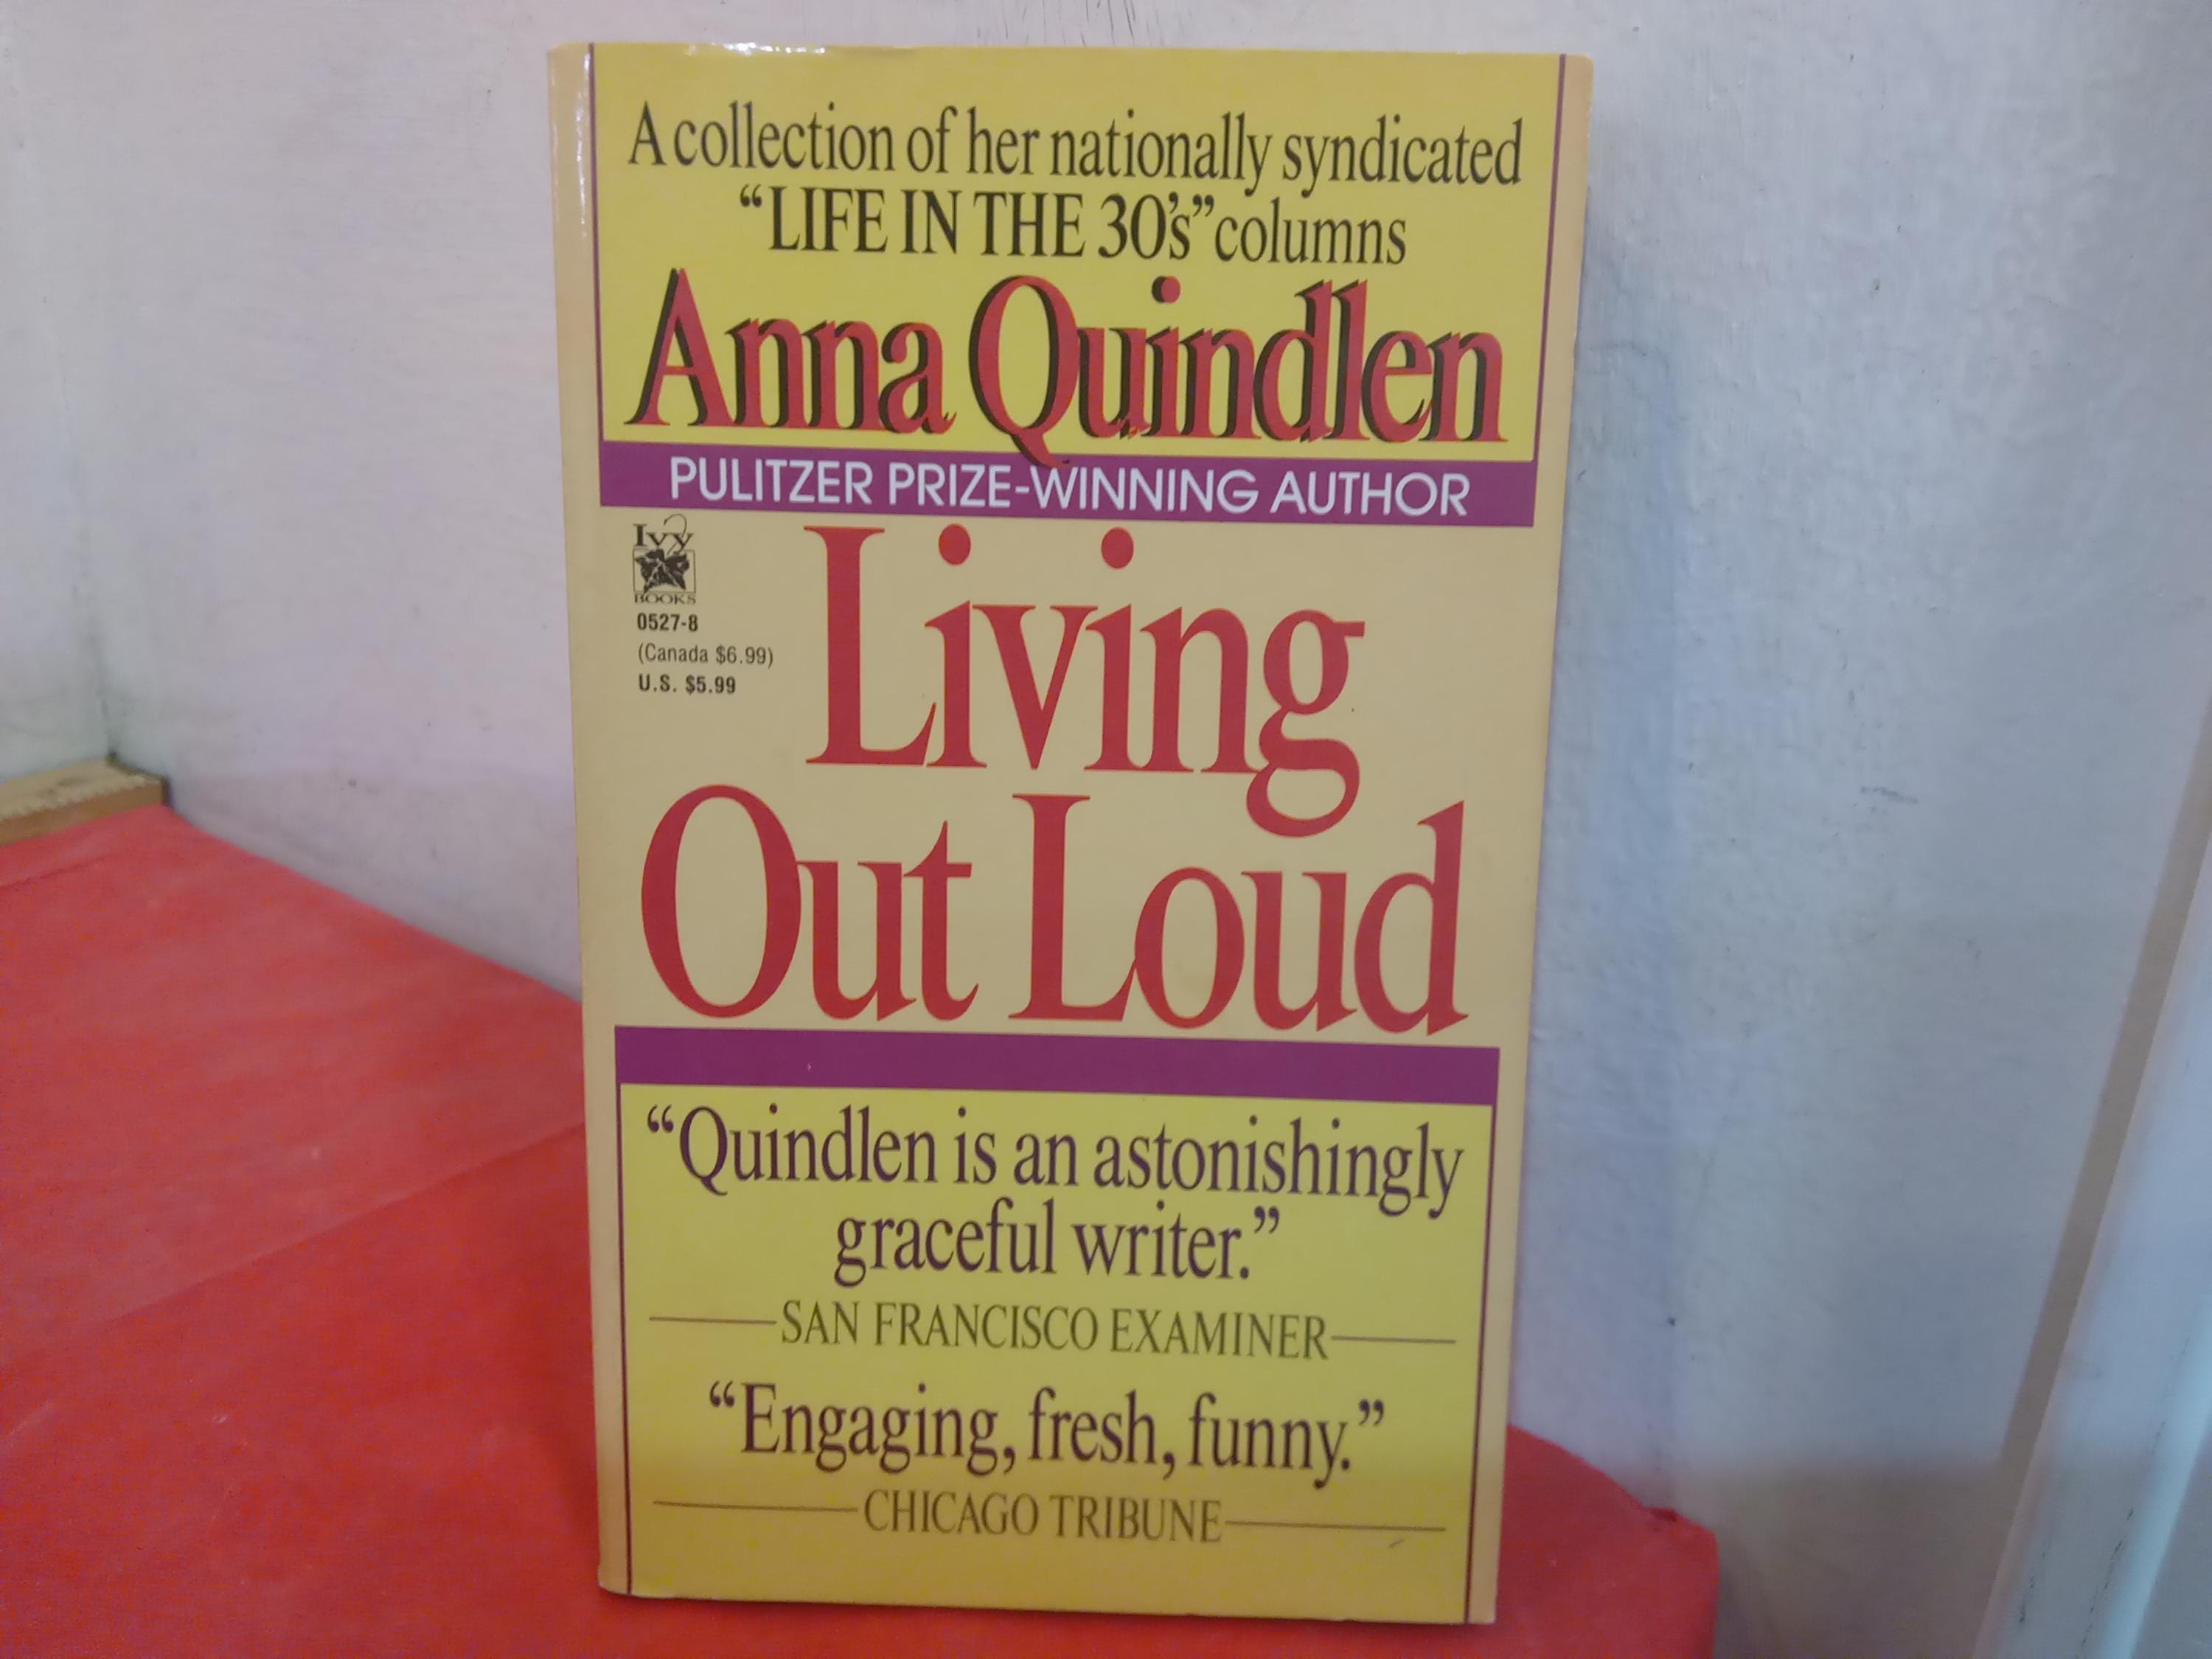 A collection of her nationally syndicated
“LIFE IN THE 30’s” columns
Anna Quindlen
PULITZER PRIZE-WINNING AUTHOR
Ivy
BOOKS
0527-8
(Canada $6.99)
U.S. $5.99
Living
Out Loud
“Quindlen is an astonishingly
graceful writer.”
SAN FRANCISCO EXAMINER
“Engaging, fresh, funny.”
CHICAGO TRIBUNE